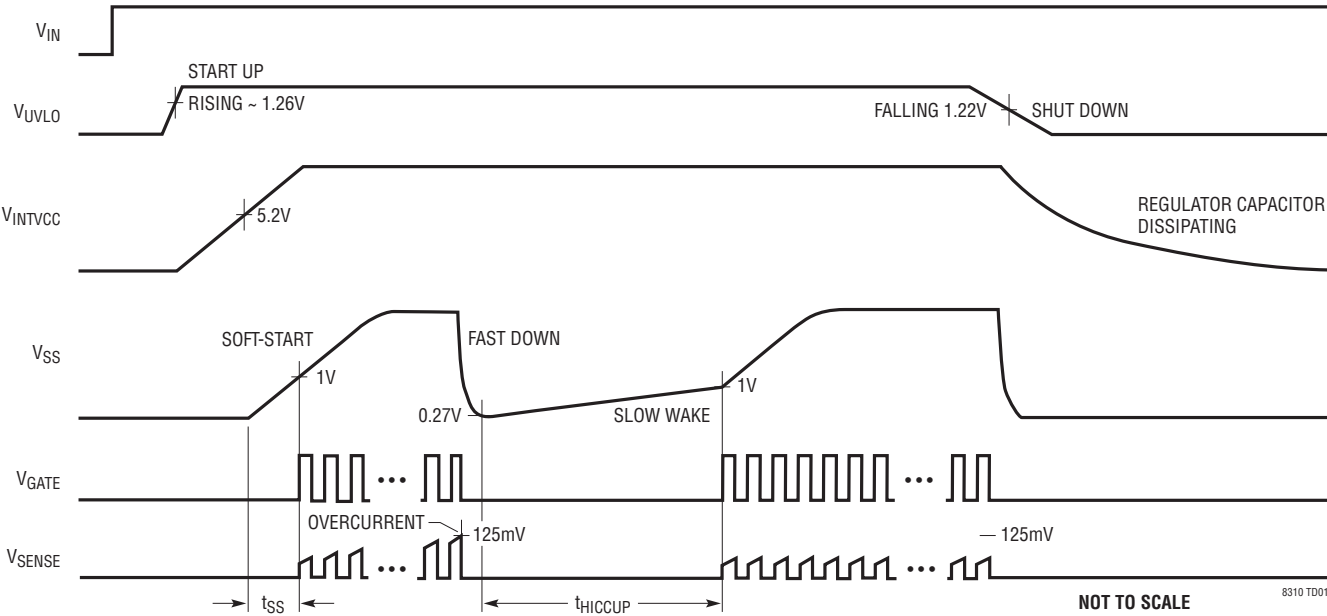 VIN
START UP
RISING ~ 1.26V
VUVLO
FALLING 1.22V
SHUT DOWN
VINTVCC
5.2V
REGULATOR CAPACITOR
DISSIPATING
VSS
SOFT-START
FAST DOWN
1V
1V
0.27V
SLOW WAKE
VGATE
•••
•••
OVERCURRENT
125mV
125mV
VSENSE
•••
•••
tSS
tHICCUP
NOT TO SCALE
8310 TD01